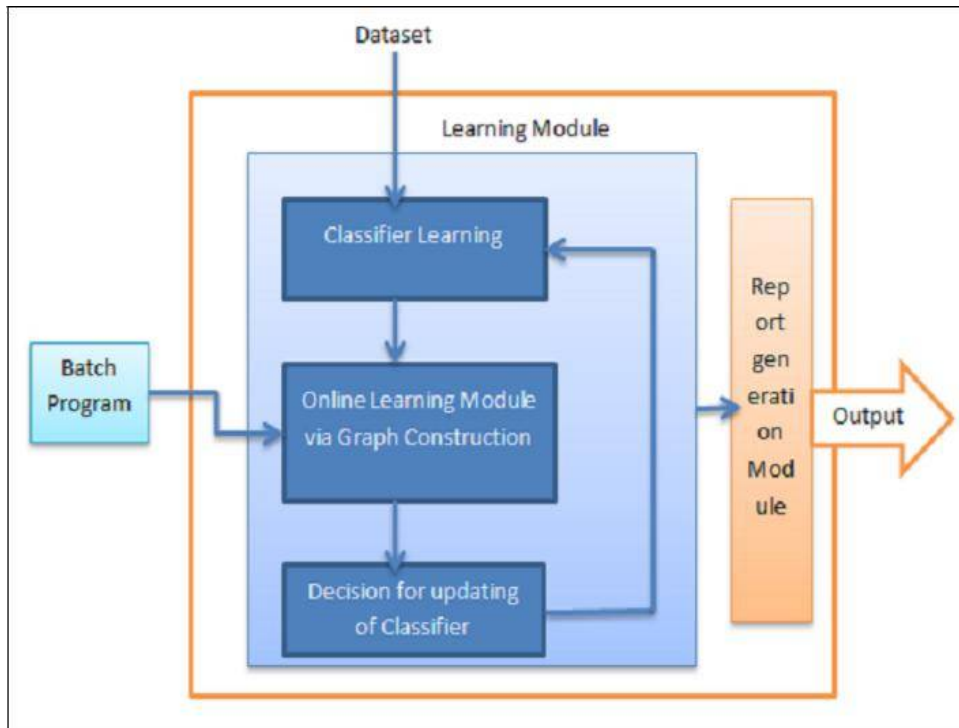 Dataset
Learning Module
Classifier Learning
Batch
Program
Online Learning Module
via Graph Construction
Decision for updating
of Classifier
Rep
ort
gen
erati
on
Mod
ule
Output